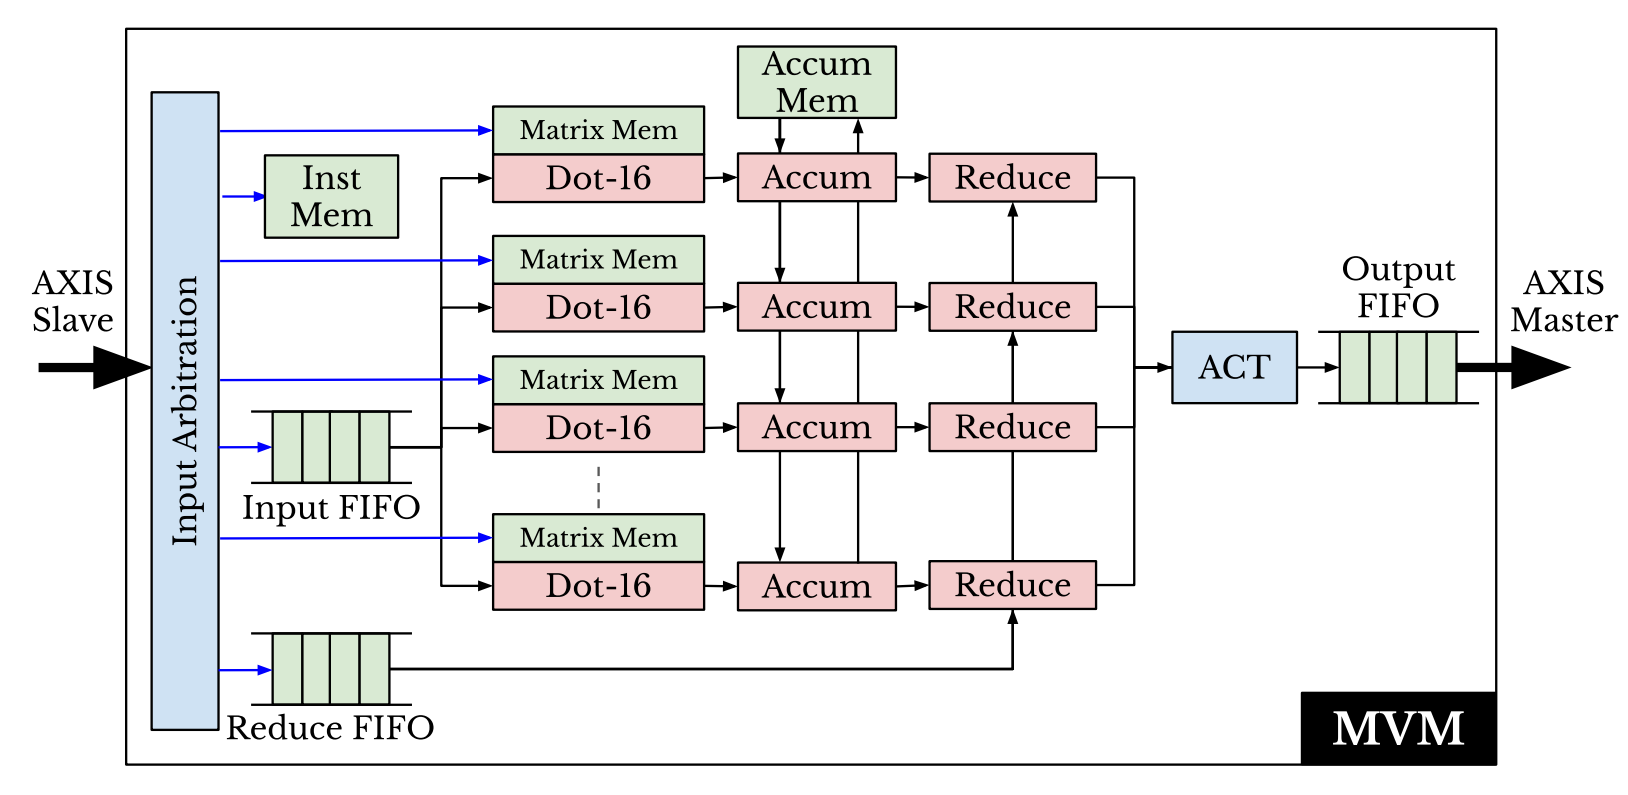 Accum
Mem
Matrix Mem
Dot-16
Accum
Reduce
Inst
Mem
Matrix Mem
Dot-16
Accum
Reduce
AXIS
Slave
Input Arbitration
Output
FIFO
AXIS
Master
Matrix Mem
Dot-16
Accum
Reduce
ACT
Input FIFO
Matrix Mem
Dot-16
Accum
Reduce
Reduce FIFO
MVM